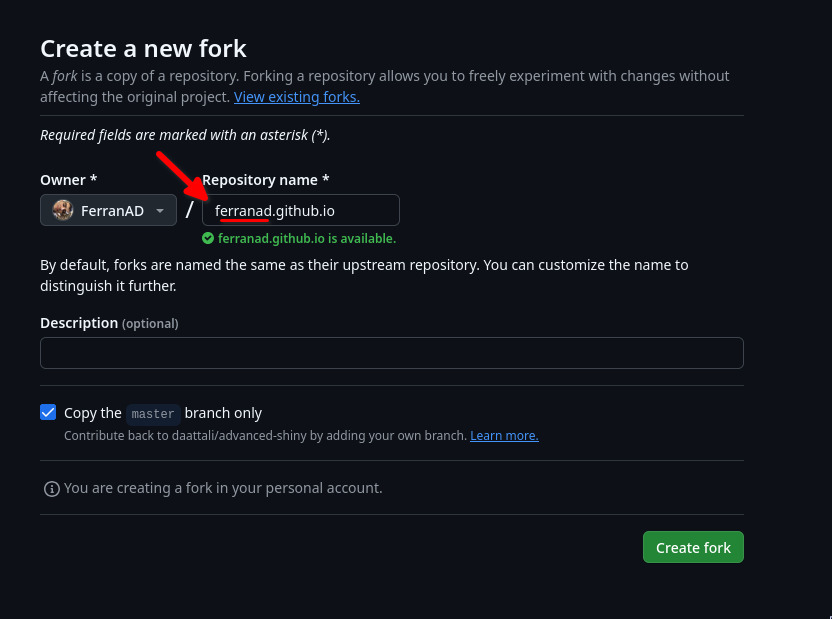 Create a new fork
A fork is a copy of a repository. Forking a repository allows you to freely experiment with changes without
affecting the original project. View existing forks.
Required fields are marked with an asterisk (*).
Owner * Repository name *
FerranAD / ferranad.github.io
ferranad.github.io is available.
By default, forks are named the same as their upstream repository. You can customize the name to
distinguish it further.
Description (optional)
Copy the master branch only
Contribute back to daattali/advanced-shiny by adding your own branch. Learn more.
You are creating a fork in your personal account.
Create fork